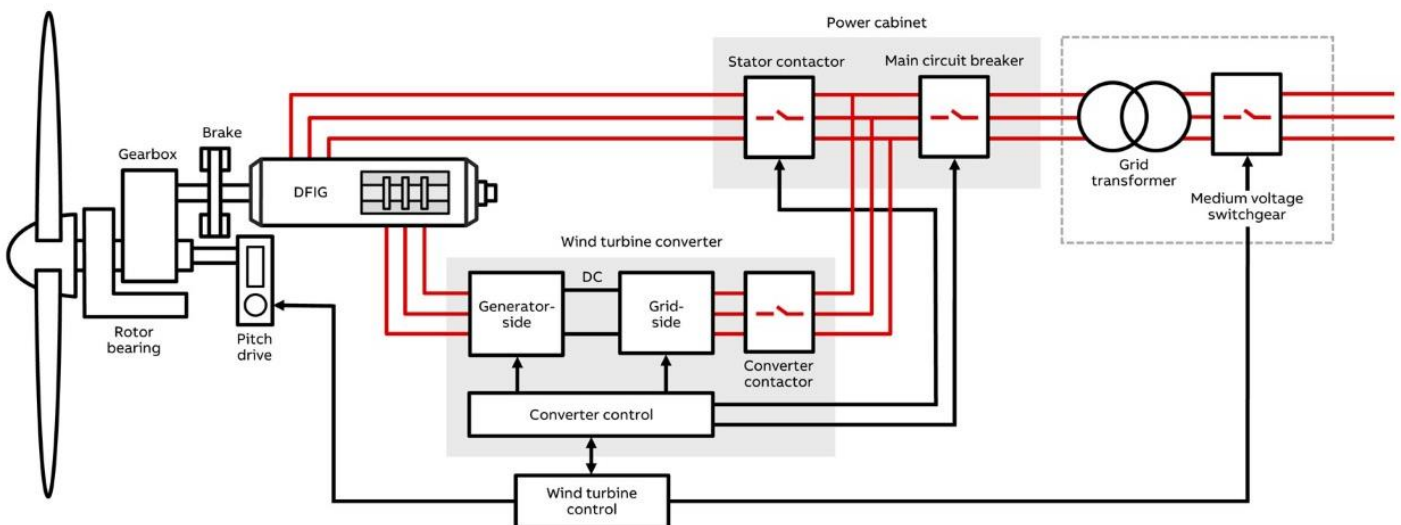 Power cabinet
Stator contactor
Main circuit breaker
Brake
Gearbox
DFIG
Grid
transformer
Medium voltage
switchgear
Wind turbine converter
DC
Generator-
side
Grid-
side
Rotor
bearing
Pitch
drive
Converter
contactor
Converter control
Wind turbine
control